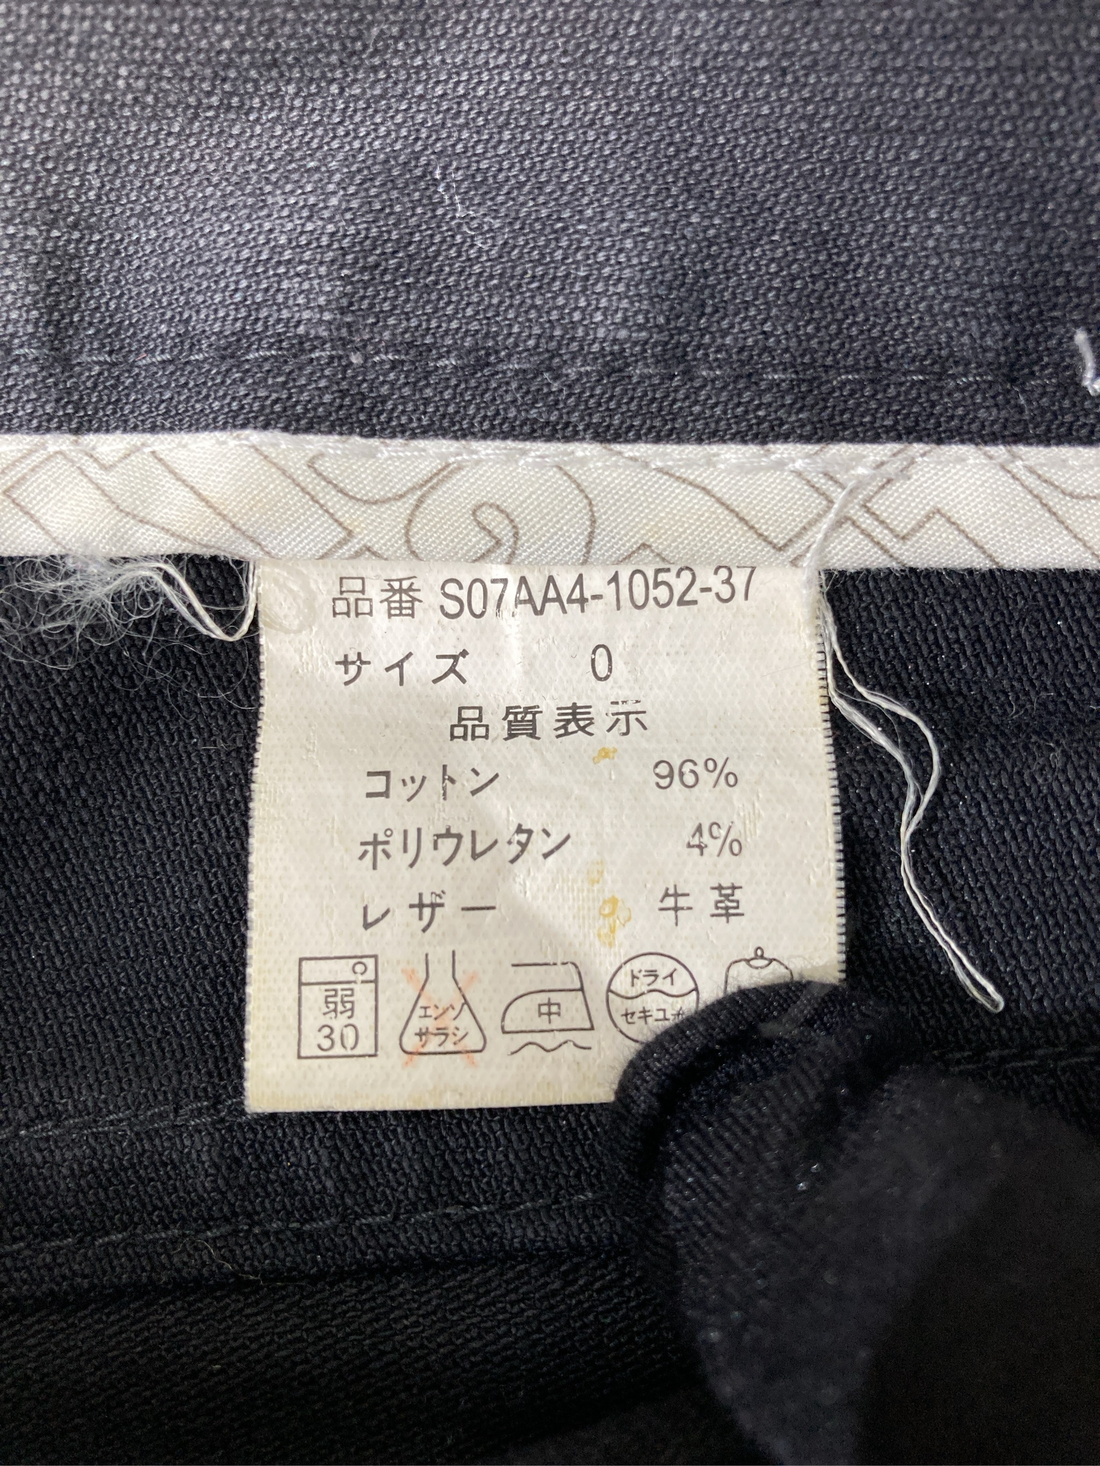 品番 S07AA4-1052-37
サイズ 0
品質表示
コットン 96%
ポリウレタン 4%
レザー 牛革
弱 30
エンソ サラシ
中
ドライ セキユ